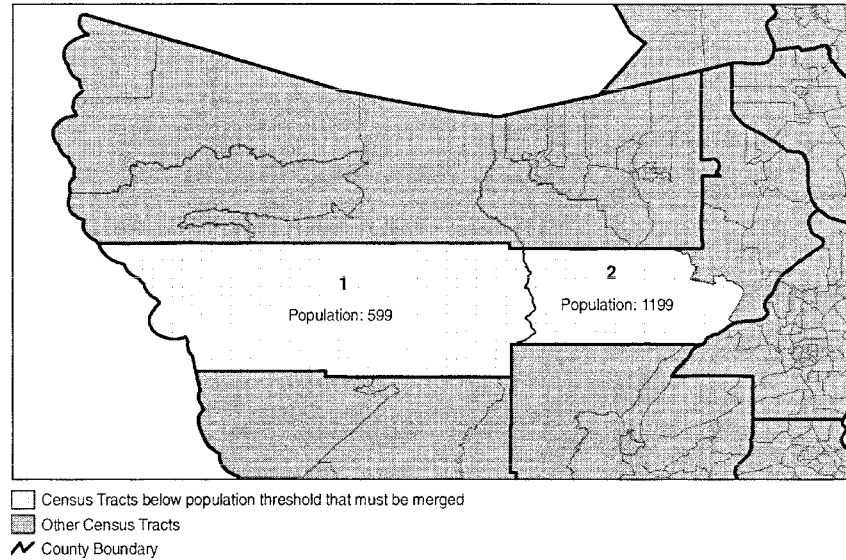 1
Population: 599
2
Population: 1199
Census Tracts below population threshold that must be merged
Other Census Tracts
County Boundary